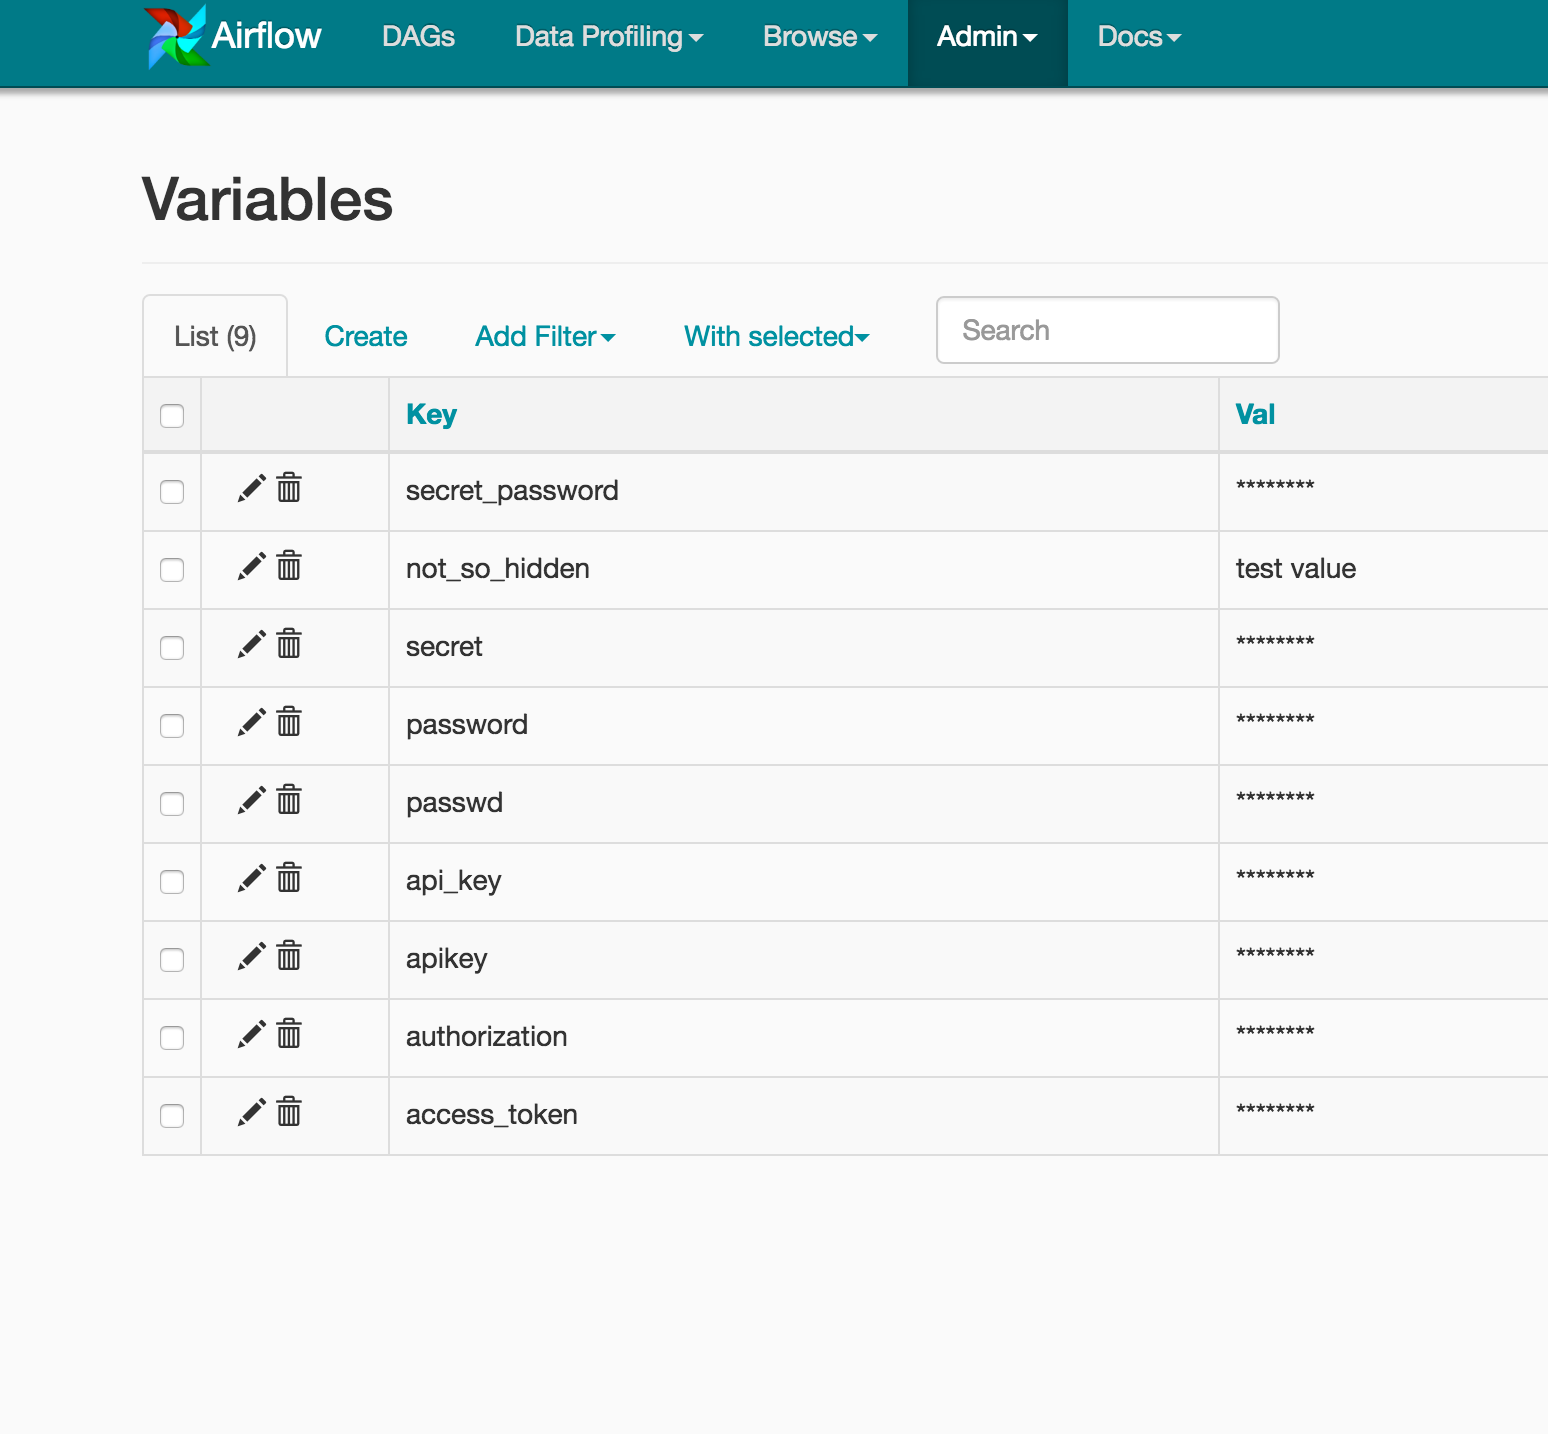 Airflow DAGs Data Profiling Browse Admin Docs
Variables
List (9) Create Add Filter With selected Search
Key Val
secret_password ********
not_so_hidden test value
secret ********
password ********
passwd ********
api_key ********
apikey ********
authorization ********
access_token ********